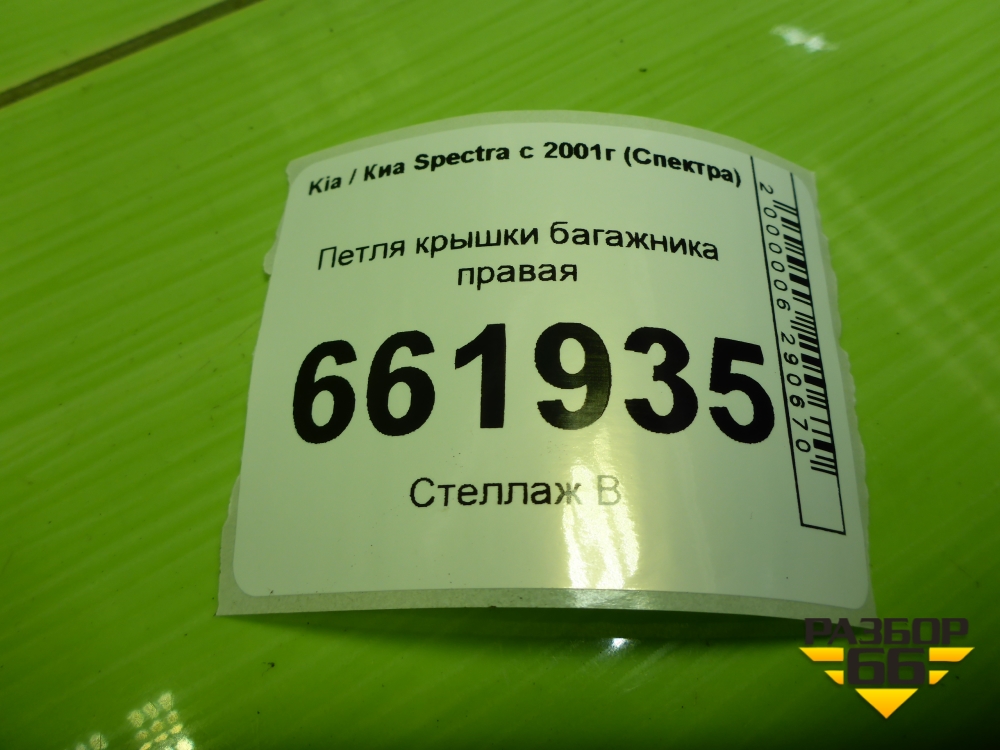 Kia / Киа Spectra с 2001г (Спектра)
Петля крышки багажника
правая
661935
Стеллаж В
2000006290670
РАЗБОР
66